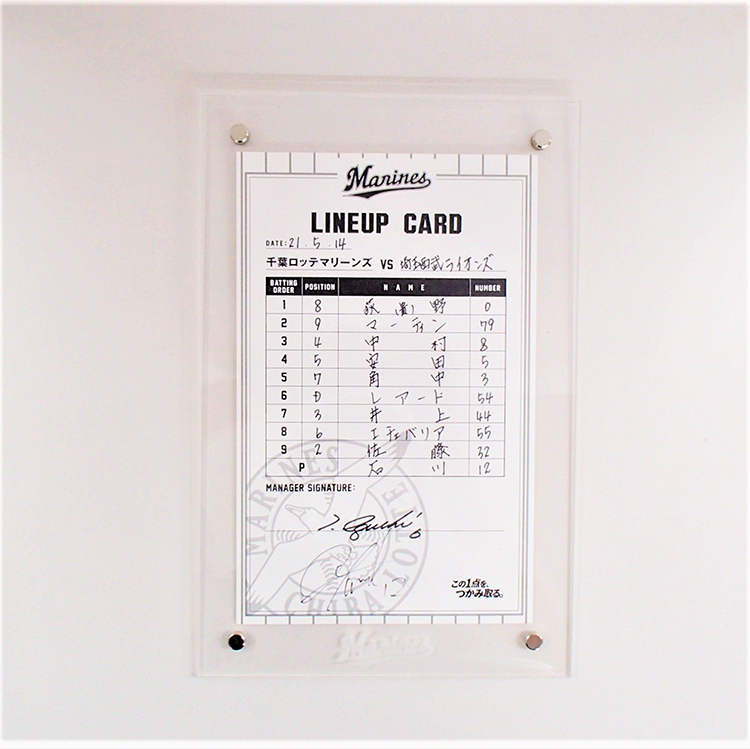 Marines
LINEUP CARD
DATE: 21. 5. 14
千葉ロッテマリーンズ VS 埼玉西武ライオンズ
BATTING ORDER POSITION NAME NUMBER
1 8 荻(貴)野 0
2 9 マーティン 79
3 4 中村 8
4 5 安田 5
5 7 角中 3
6 D レアード 54
7 3 井上 44
8 6 エチェバリア 55
9 2 佐藤 32
P 石川 12
MANAGER SIGNATURE:
MARINES
CHIBA LOTTE
この1点を、
つかみ取る。
Marines